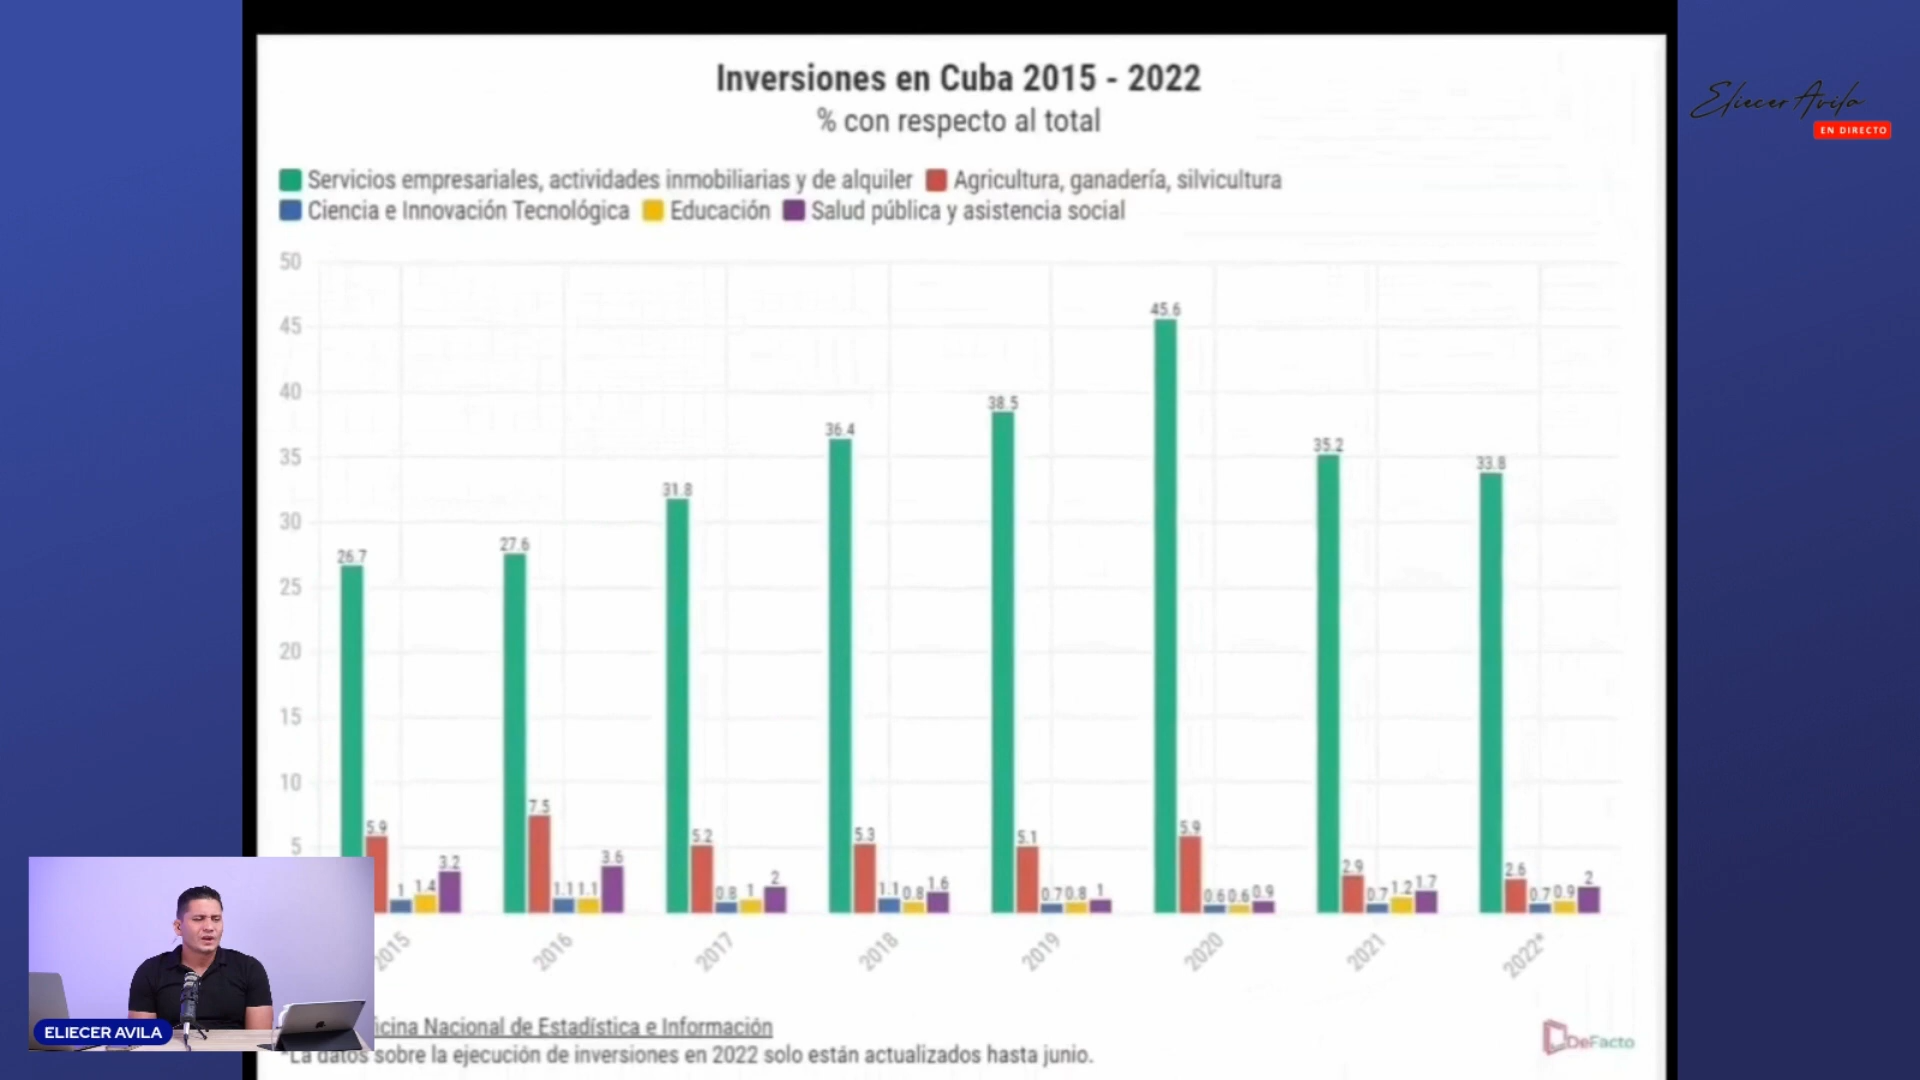 Inversiones en Cuba 2015 - 2022
% con respecto al total
Eliecer Avila
EN DIRECTO
Servicios empresariales, actividades inmobiliarias y de alquiler Agricultura, ganadería, silvicultura
Ciencia e Innovación Tecnológica Educación Salud pública y asistencia social
50
45
40
35
30
25
20
15
10
5
26.7 5.9 1 1.4 3.2
27.6 7.5 1.1 1.1 3.6
31.8 5.2 0.8 1 2
36.4 5.3 1.1 0.8 1.6
38.5 5.1 0.7 0.8 1
45.6 5.9 0.6 0.6 0.9
35.2 2.9 0.7 1.2 1.7
33.8 2.6 0.7 0.9 2
2015 2016 2017 2018 2019 2020 2021 2022*
icina Nacional de Estadística e Información
*La datos sobre la ejecución de inversiones en 2022 solo están actualizados hasta junio.
DeFacto
ELIECER AVILA